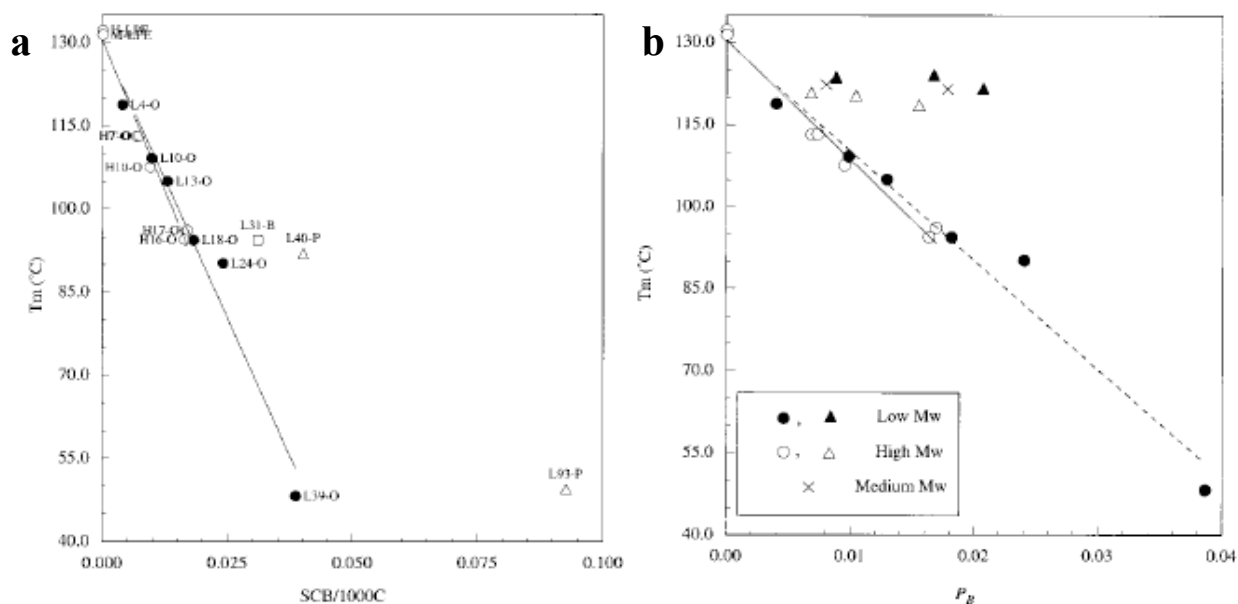 a
130.0
115.0
100.0
85.0
70.0
55.0
40.0
Tm (°C)
L4-O
H7-O
L10-O
H10-O
L13-O
H17-O
H16-O
L18-O
L31-B
L40-P
L24-O
L93-P
L39-O
0.000
0.025
0.050
0.075
0.100
SCB/1000C
b
130.0
115.0
100.0
85.0
70.0
55.0
40.0
Tm (°C)
, Low Mw
, High Mw
Medium Mw
0.00
0.01
0.02
0.03
0.04
P_B